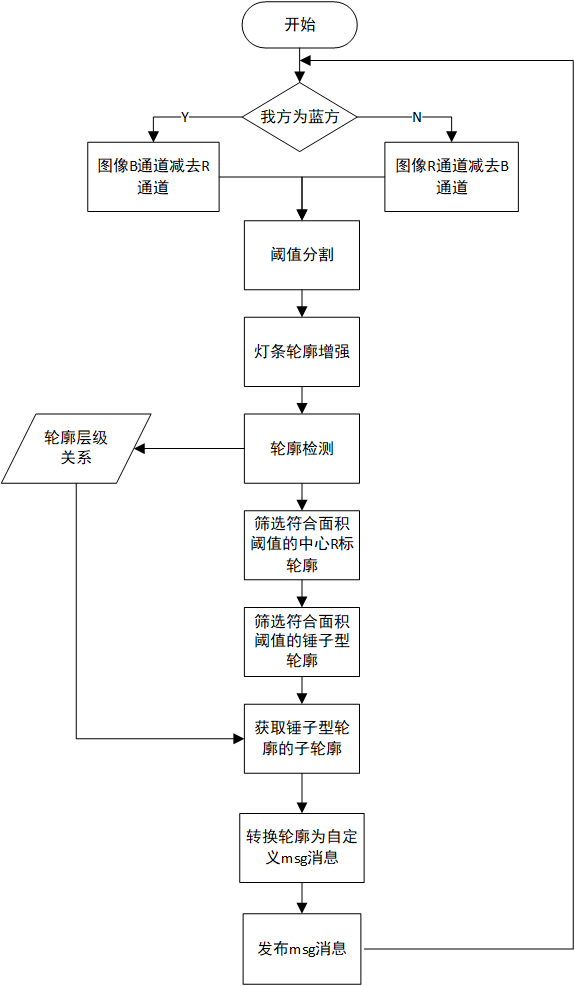 开始
我方为蓝方
Y
N
图像B通道减去R
通道
图像R通道减去B
通道
阈值分割
灯条轮廓增强
轮廓层级
关系
轮廓检测
筛选符合面积
阈值的中心R标
轮廓
筛选符合面积
阈值的锤子型
轮廓
获取锤子型轮
廓的子轮廓
转换轮廓为自定
义msg消息
发布msg消息